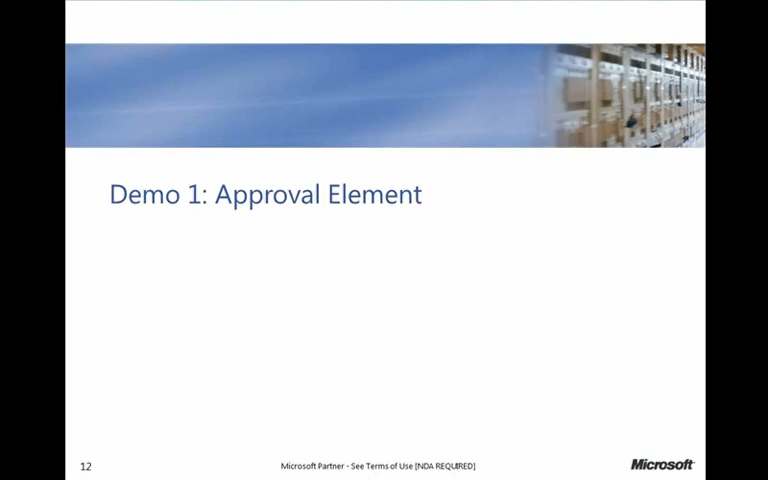 Demo 1: Approval Element
12
Microsoft Partner - See Terms of Use [NDA REQUIRED]
Microsoft